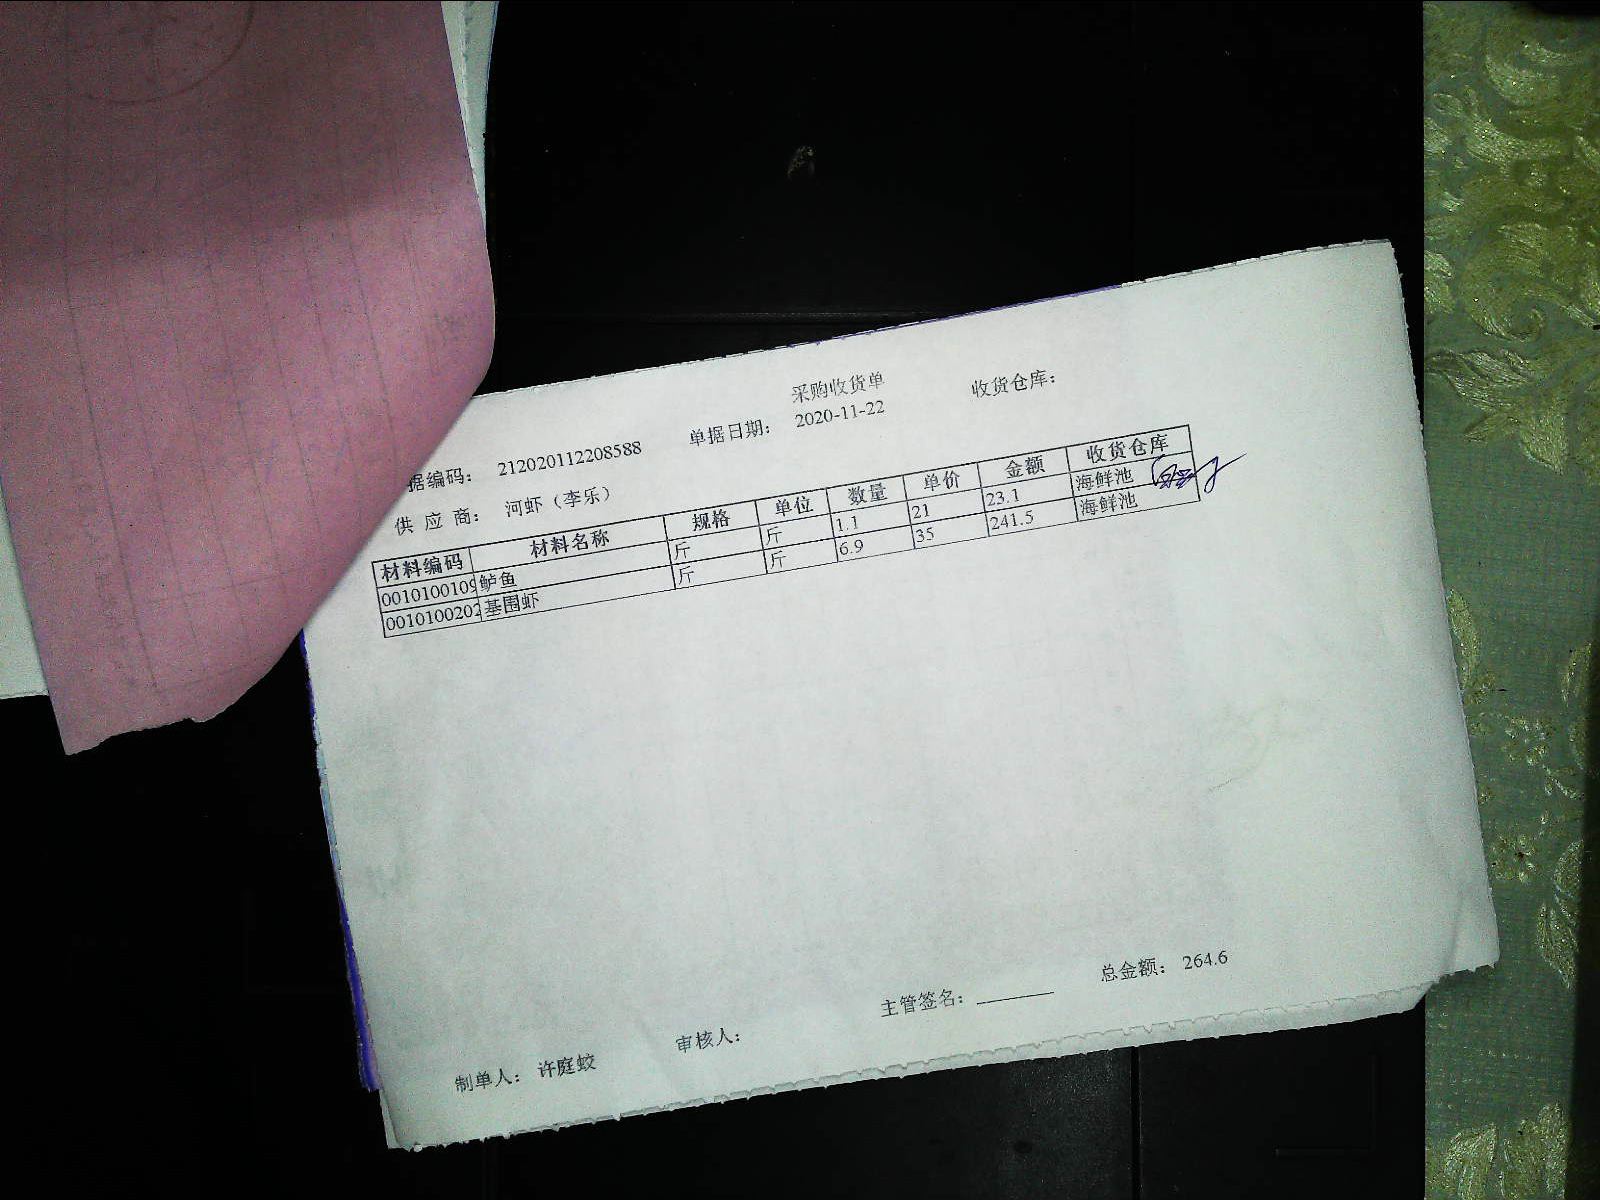 采购收货单
据编码： 212020112208588 单据日期： 2020-11-22 收货仓库：
供 应 商： 河虾（李乐）
材料编码 材料名称 规格 单位 数量 单价 金额 收货仓库
0010100109 鲈鱼 斤 斤 1.1 21 23.1 海鲜池
0010100202 基围虾 斤 斤 6.9 35 241.5 海鲜池
制单人： 许庭蛟 审核人： 主管签名： 总金额： 264.6